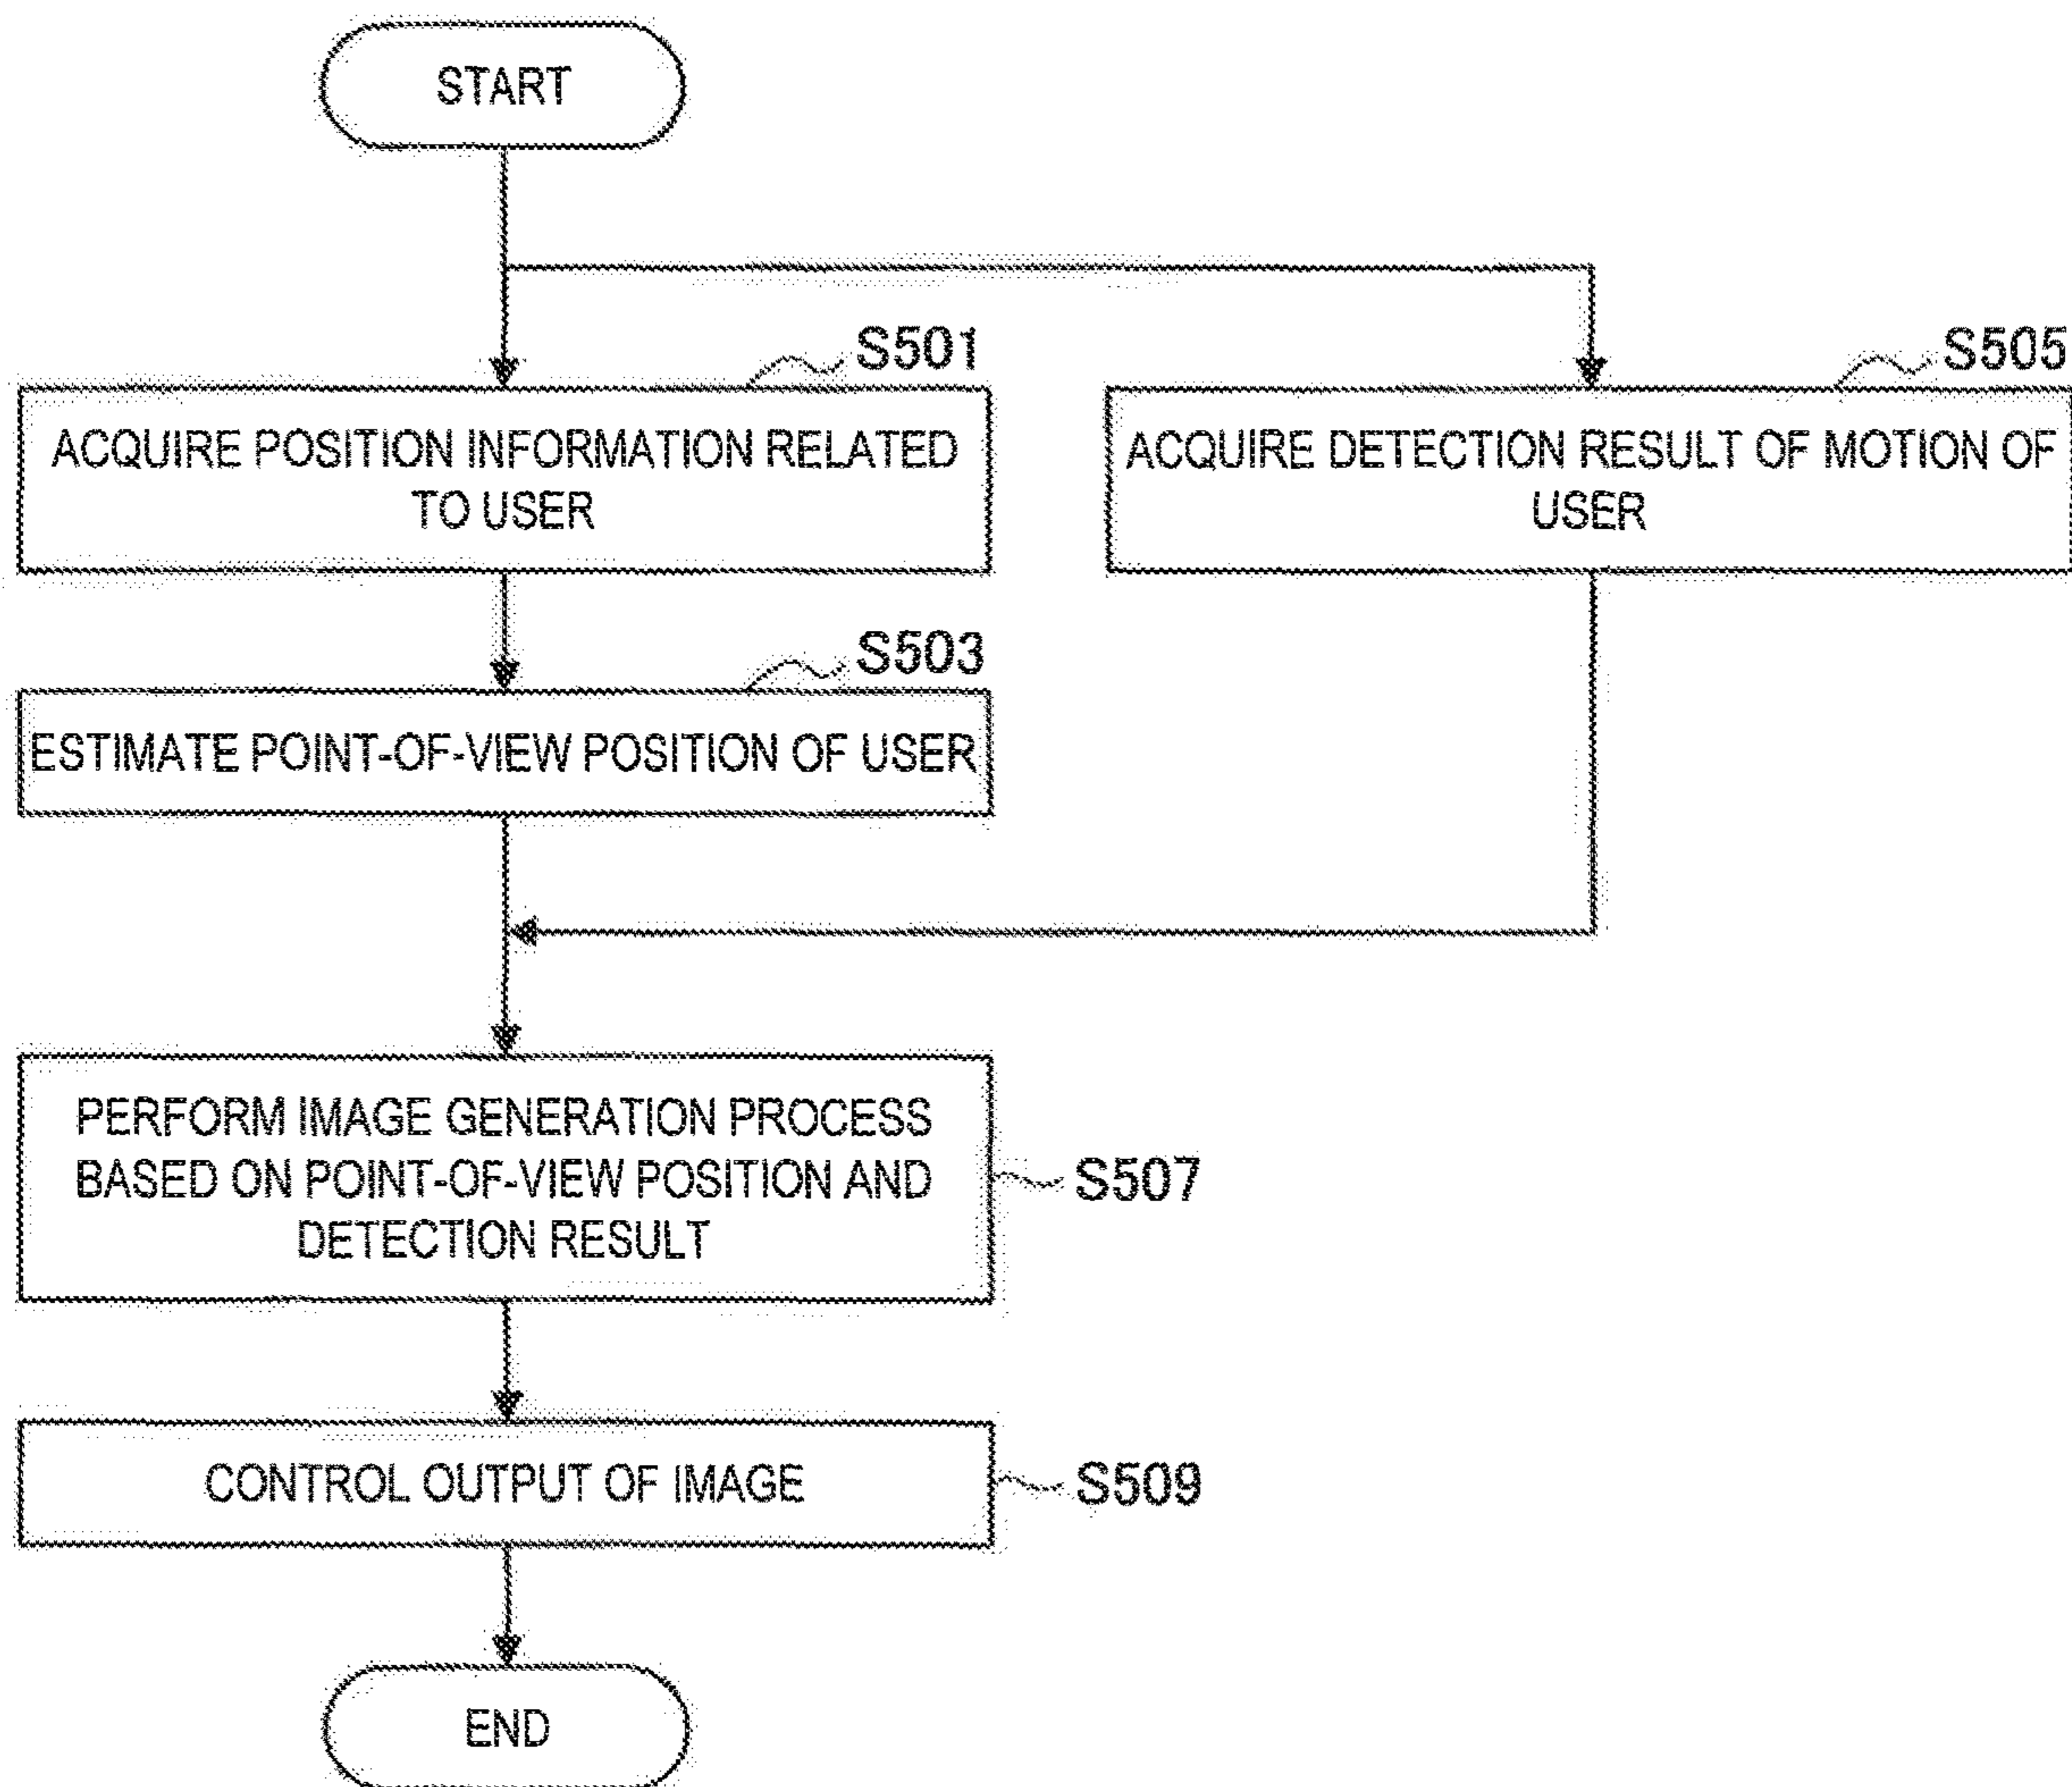 START
S501
ACQUIRE POSITION INFORMATION RELATED
TO USER
S505
ACQUIRE DETECTION RESULT OF MOTION OF
USER
S503
ESTIMATE POINT-OF-VIEW POSITION OF USER
PERFORM IMAGE GENERATION PROCESS
BASED ON POINT-OF-VIEW POSITION AND
DETECTION RESULT
S507
CONTROL OUTPUT OF IMAGE
S509
END